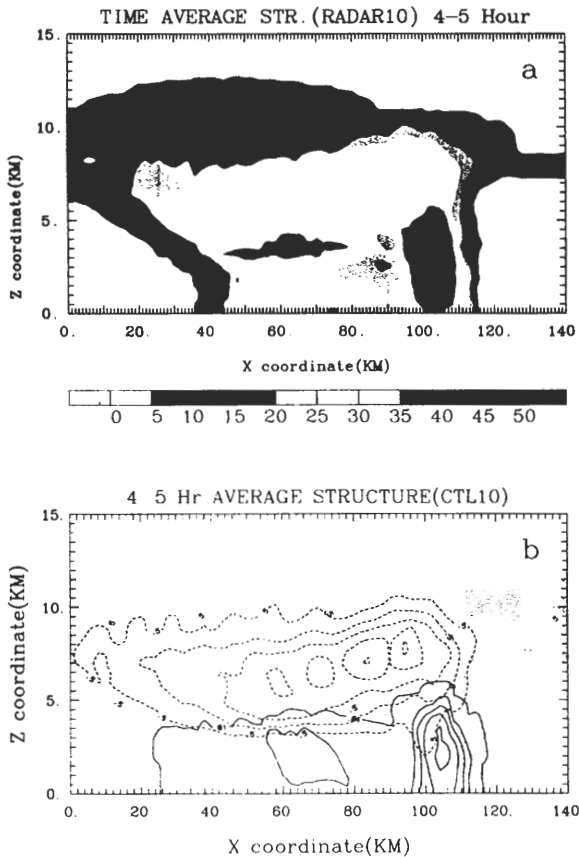 TIME AVERAGE STR.(RADAR10) 4-5 Hour
15.
10.
5.
0.
Z coordinate(KM)
a
0. 20. 40. 60. 80. 100. 120. 140
X coordinate(KM)
0 5 10 15 20 25 30 35 40 45 50
4 5 Hr AVERAGE STRUCTURE(CTL10)
15.
10.
5.
0.
Z coordinate(KM)
b
0. 20. 40. 60. 80. 100. 120. 140
X coordinate(KM)